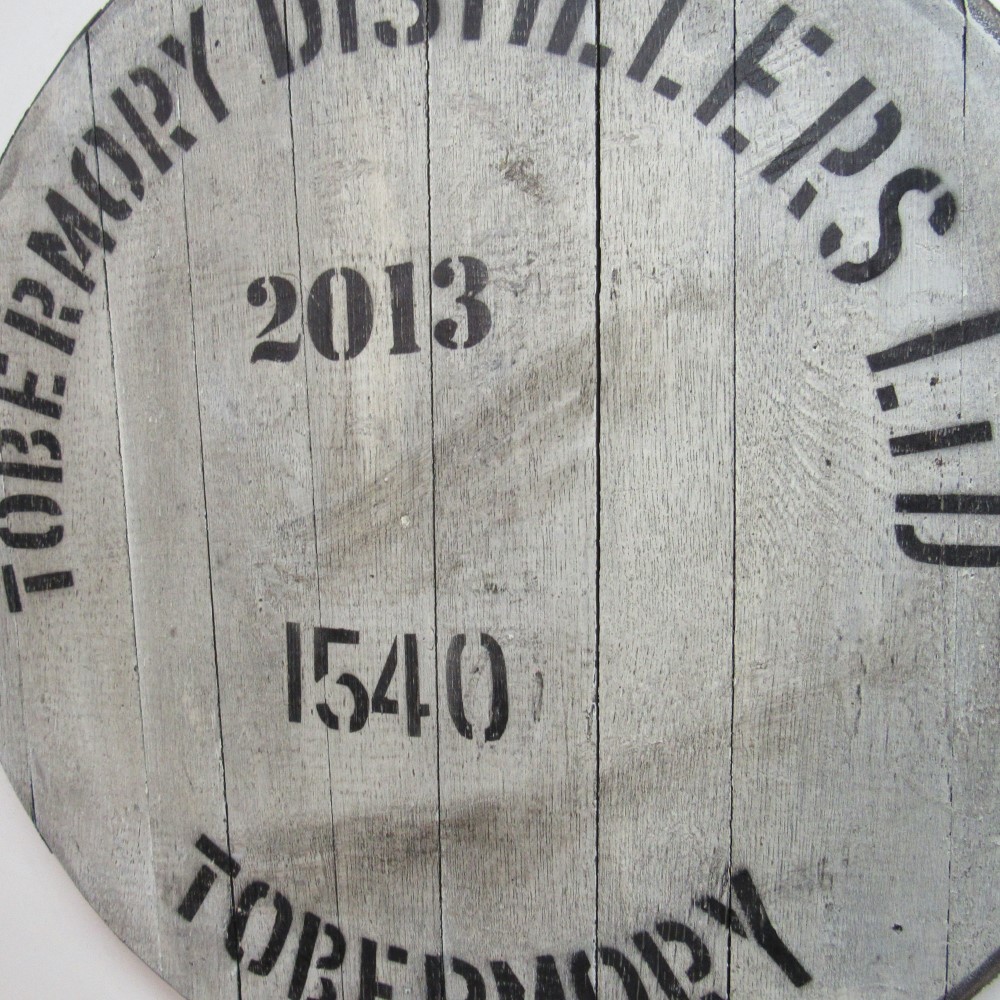 TOBERMORY DISTILLERS LTD
2013
1540
TOBERMORY